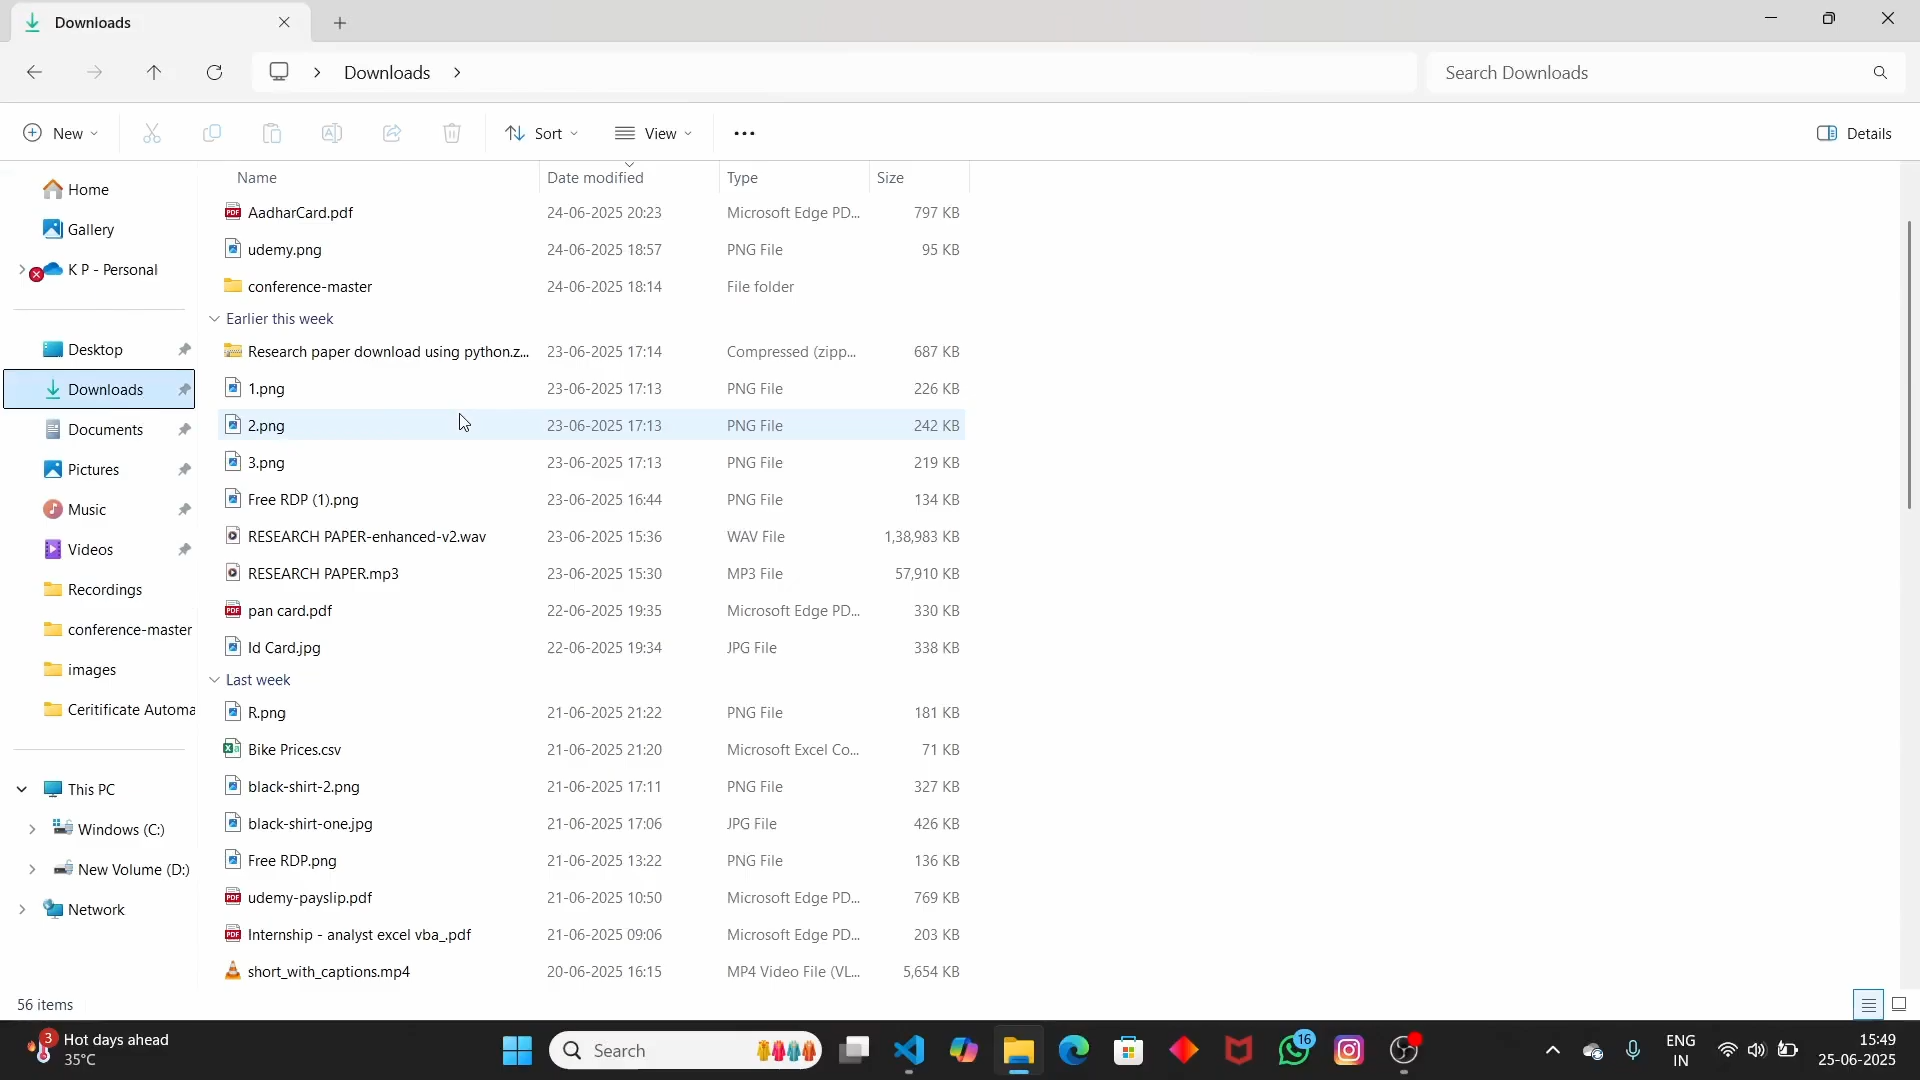 Downloads
Downloads
Search Downloads
New
Sort
View
Details
Name Date modified Type Size
AadharCard.pdf 24-06-2025 20:23 Microsoft Edge PD... 797 KB
udemy.png 24-06-2025 18:57 PNG File 95 KB
conference-master 24-06-2025 18:14 File folder
Earlier this week
Research paper download using python.z... 23-06-2025 17:14 Compressed (zipp... 687 KB
1.png 23-06-2025 17:13 PNG File 226 KB
2.png 23-06-2025 17:13 PNG File 242 KB
3.png 23-06-2025 17:13 PNG File 219 KB
Free RDP (1).png 23-06-2025 16:44 PNG File 134 KB
RESEARCH PAPER-enhanced-v2.wav 23-06-2025 15:36 WAV File 1,38,983 KB
RESEARCH PAPER.mp3 23-06-2025 15:30 MP3 File 57,910 KB
pan card.pdf 22-06-2025 19:35 Microsoft Edge PD... 330 KB
Id Card.jpg 22-06-2025 19:34 JPG File 338 KB
Last week
R.png 21-06-2025 21:22 PNG File 181 KB
Bike Prices.csv 21-06-2025 21:20 Microsoft Excel Co... 71 KB
black-shirt-2.png 21-06-2025 17:11 PNG File 327 KB
black-shirt-one.jpg 21-06-2025 17:06 JPG File 426 KB
Free RDP.png 21-06-2025 13:22 PNG File 136 KB
udemy-payslip.pdf 21-06-2025 10:50 Microsoft Edge PD... 769 KB
Internship - analyst excel vba_.pdf 21-06-2025 09:06 Microsoft Edge PD... 203 KB
short_with_captions.mp4 20-06-2025 16:15 MP4 Video File (VL... 5,654 KB
Home
Gallery
K P - Personal
Desktop
Downloads
Documents
Pictures
Music
Videos
Recordings
conference-master
images
Ceritificate Automa
This PC
Windows (C:)
New Volume (D:)
Network
56 items
3
Hot days ahead
35°C
Search
16
ENG
IN
15:49
25-06-2025